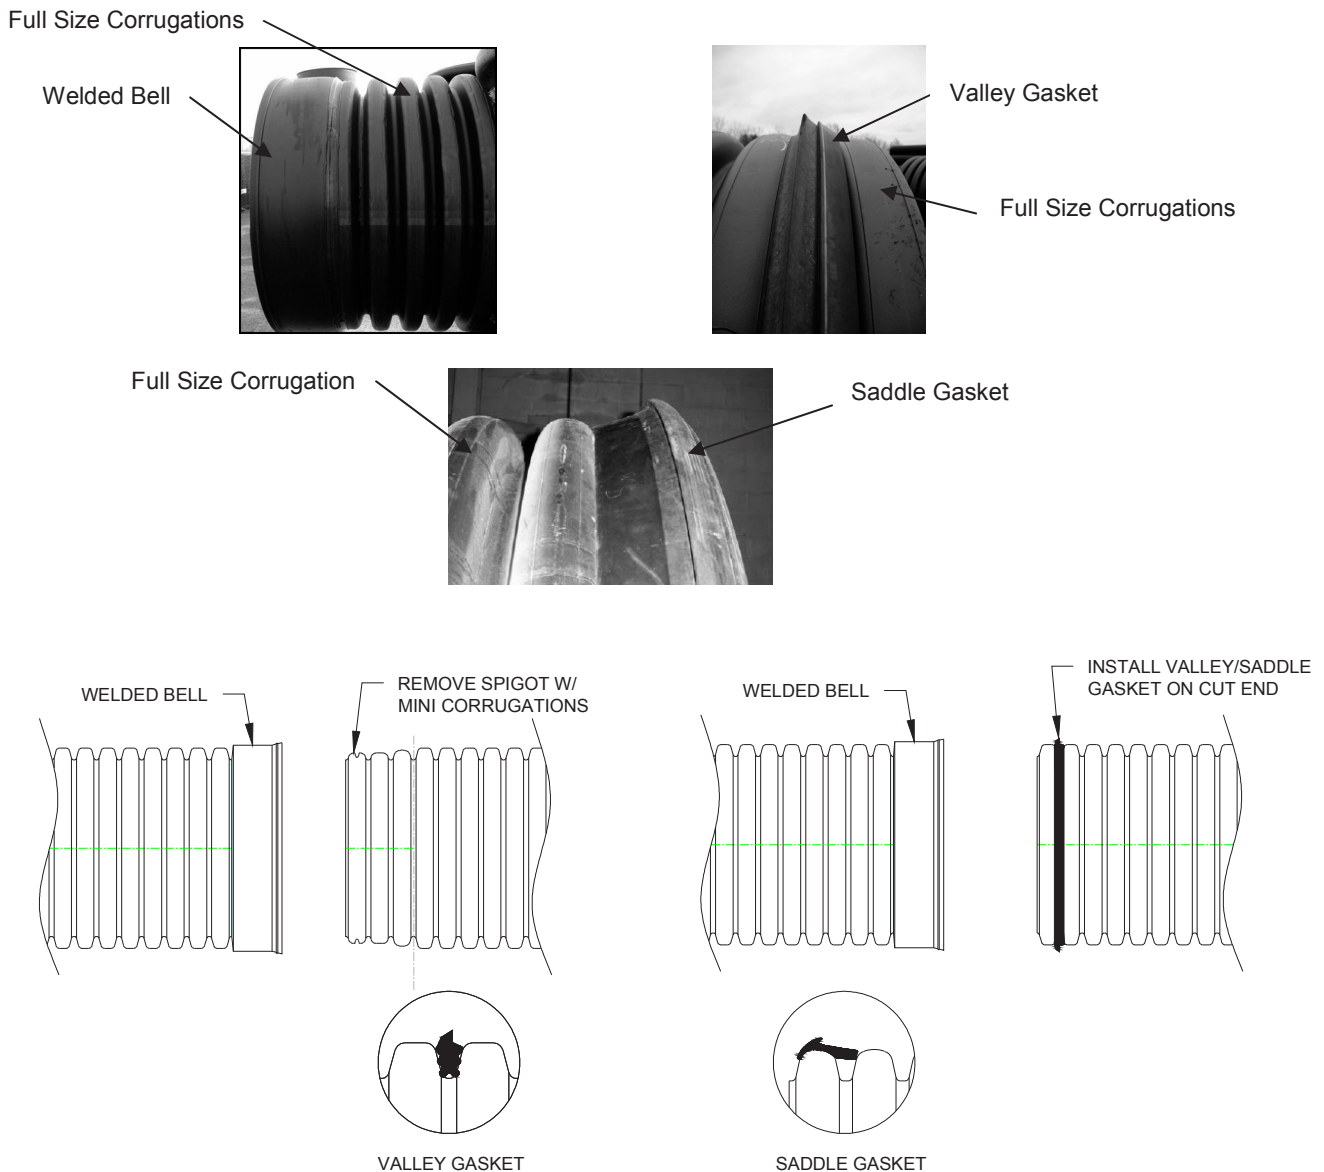 Full Size Corrugations
Welded Bell
Valley Gasket
Full Size Corrugations
Full Size Corrugation
Saddle Gasket
WELDED BELL
REMOVE SPIGOT W/
MINI CORRUGATIONS
WELDED BELL
INSTALL VALLEY/SADDLE
GASKET ON CUT END
VALLEY GASKET
SADDLE GASKET